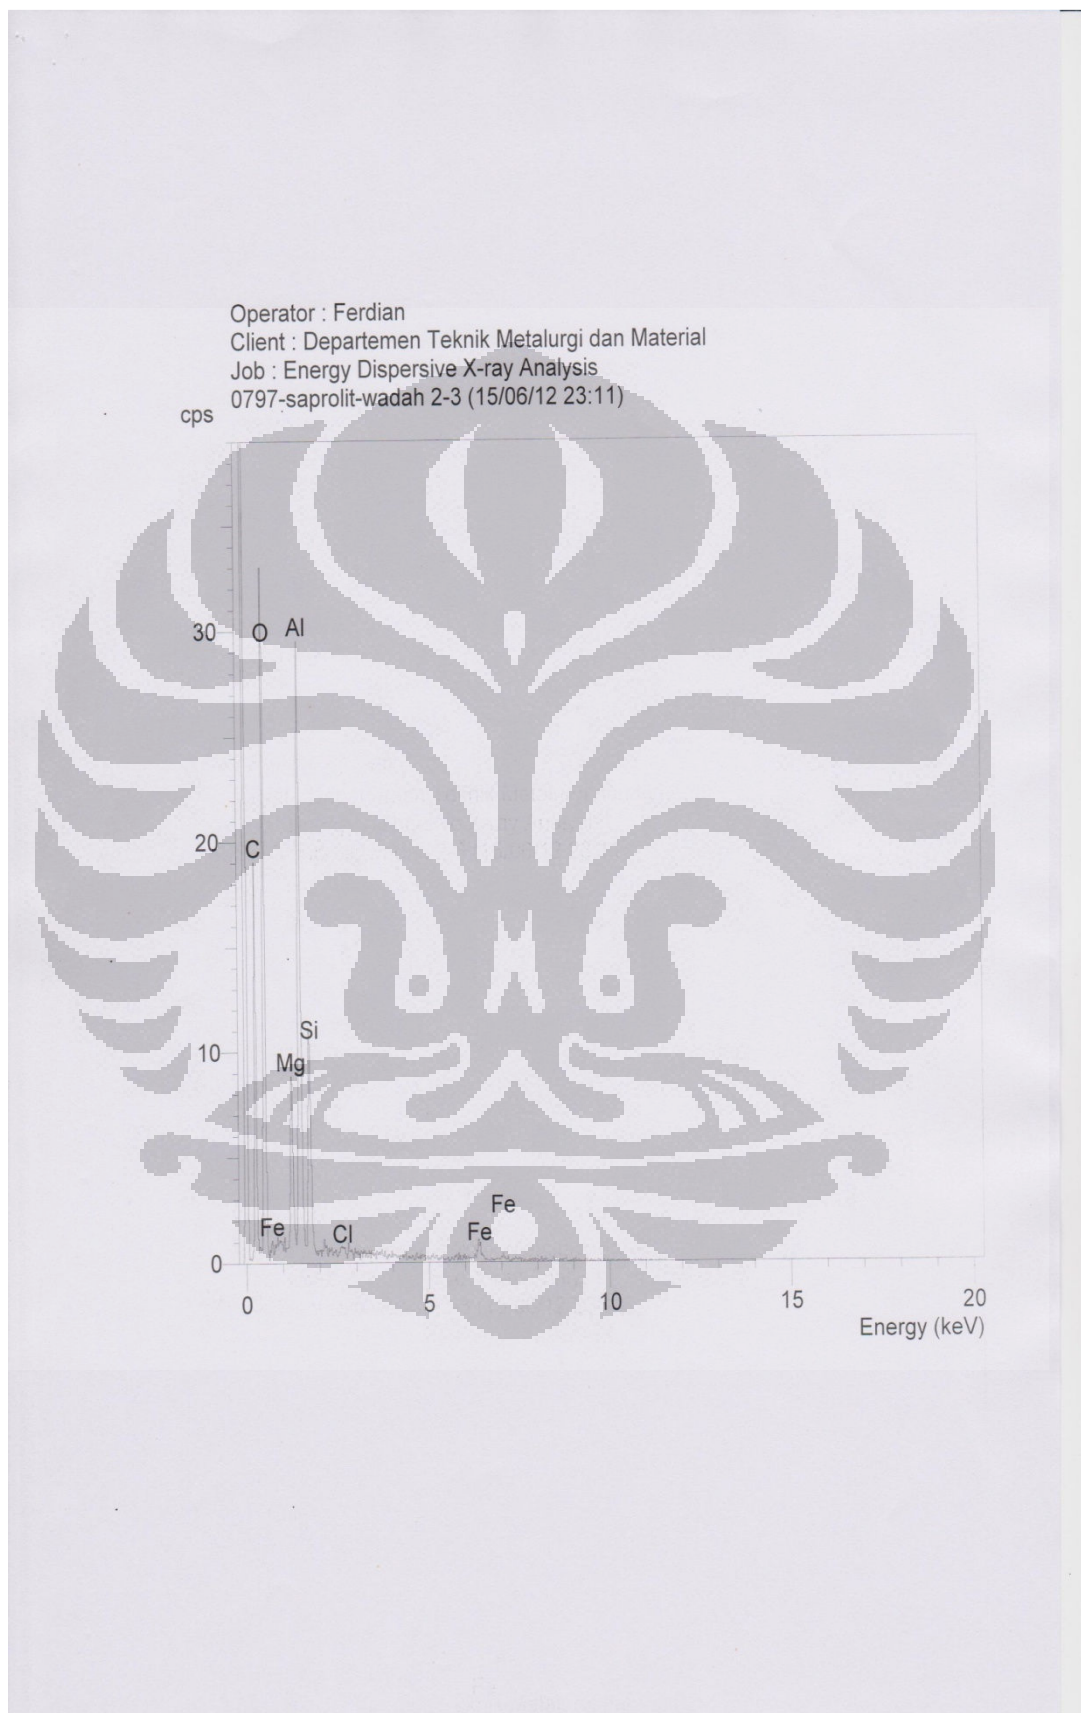 Operator : Ferdian
Client : Departemen Teknik Metalurgi dan Material
Job : Energy Dispersive X-ray Analysis
0797-saprolit-wadah 2-3 (15/06/12 23:11)
cps
30
O
Al
20
C
Si
10
Mg
Fe
Fe
Cl
Fe
0
0
5
10
15
20
Energy (keV)